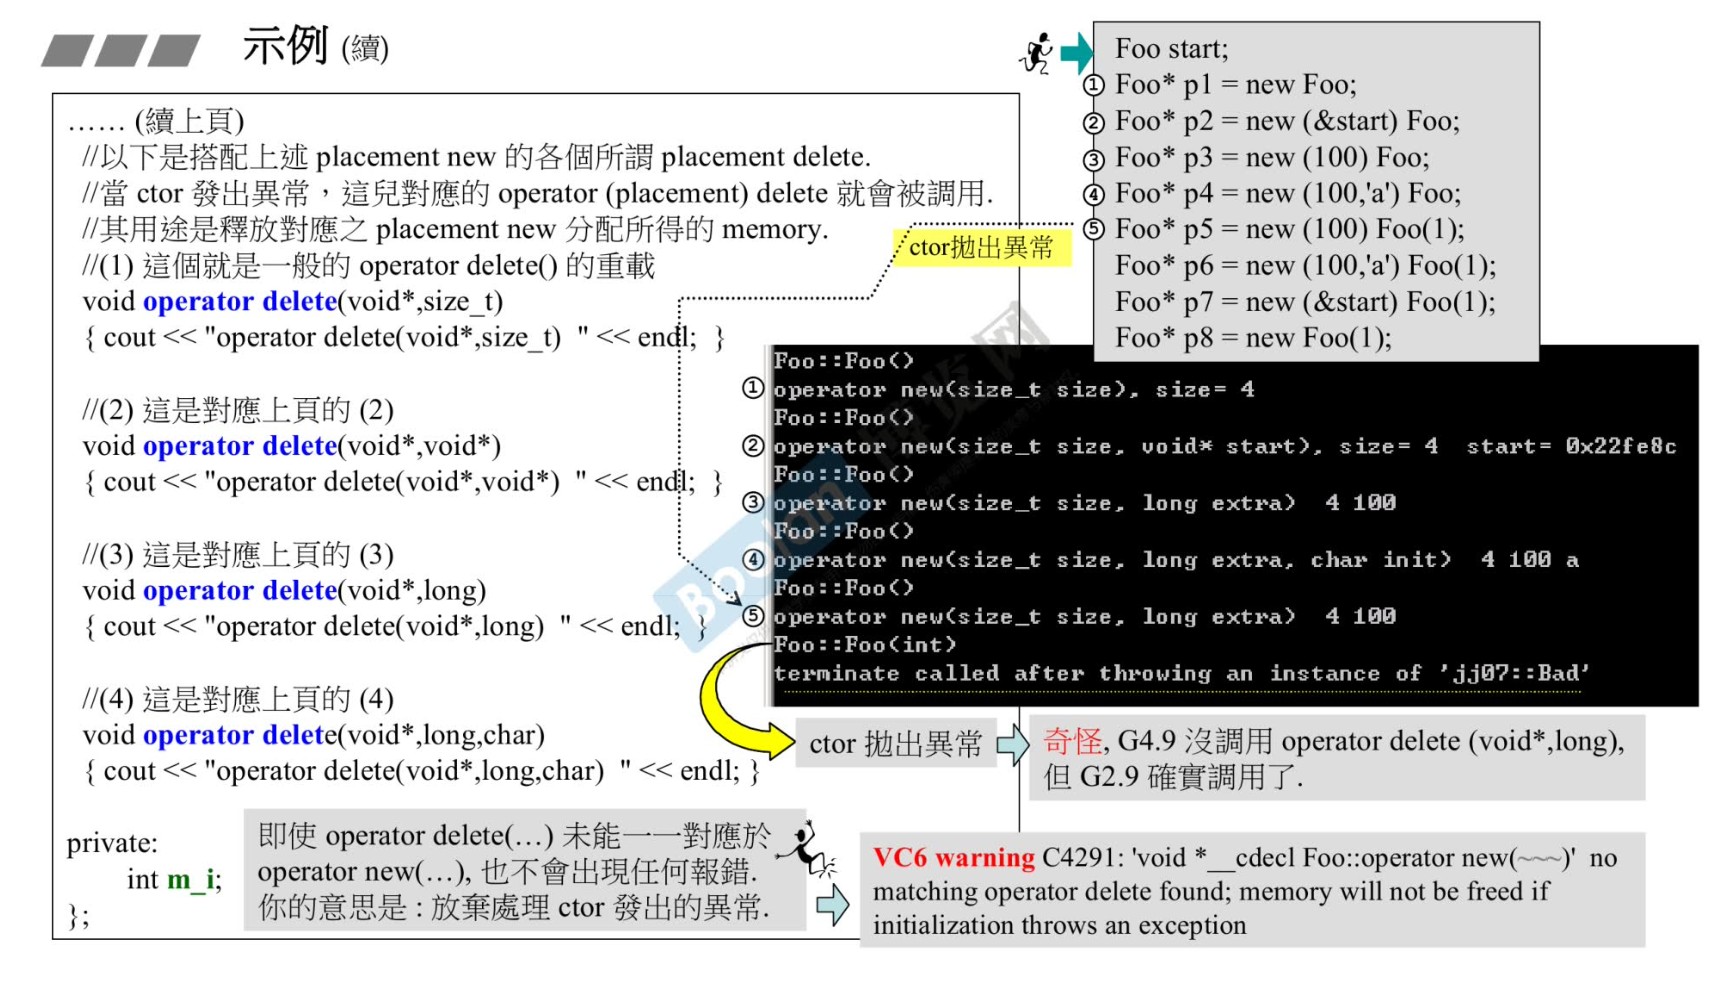 示例 (續)
…… (續上頁)
//以下是搭配上述 placement new 的各個所謂 placement delete.
//當 ctor 發出異常，這兒對應的 operator (placement) delete 就會被調用.
//其用途是釋放對應之 placement new 分配所得的 memory.
//(1) 這個就是一般的 operator delete() 的重載
void operator delete(void*,size_t)
{ cout << "operator delete(void*,size_t)  " << endl;  }
//(2) 這是對應上頁的 (2)
void operator delete(void*,void*)
{ cout << "operator delete(void*,void*)  " << endl;  }
//(3) 這是對應上頁的 (3)
void operator delete(void*,long)
{ cout << "operator delete(void*,long)  " << endl;  }
//(4) 這是對應上頁的 (4)
void operator delete(void*,long,char)
{ cout << "operator delete(void*,long,char)  " << endl; }
private:
int m_i;
};
即使 operator delete(…) 未能一一對應於
operator new(…), 也不會出現任何報錯.
你的意思是 : 放棄處理 ctor 發出的異常.
Foo start;
① Foo* p1 = new Foo;
② Foo* p2 = new (&start) Foo;
③ Foo* p3 = new (100) Foo;
④ Foo* p4 = new (100,'a') Foo;
⑤ Foo* p5 = new (100) Foo(1);
Foo* p6 = new (100,'a') Foo(1);
Foo* p7 = new (&start) Foo(1);
Foo* p8 = new Foo(1);
ctor拋出異常
Foo::Foo()
① operator new(size_t size), size= 4
Foo::Foo()
② operator new(size_t size, void* start), size= 4  start= 0x22fe8c
Foo::Foo()
③ operator new(size_t size, long extra)  4 100
Foo::Foo()
④ operator new(size_t size, long extra, char init)  4 100 a
Foo::Foo()
⑤ operator new(size_t size, long extra)  4 100
Foo::Foo(int)
terminate called after throwing an instance of 'jj07::Bad'
ctor 拋出異常
奇怪, G4.9 沒調用 operator delete (void*,long),
但 G2.9 確實調用了.
VC6 warning C4291: 'void *__cdecl Foo::operator new(~~~)'  no
matching operator delete found; memory will not be freed if
initialization throws an exception
Boolan
博览网